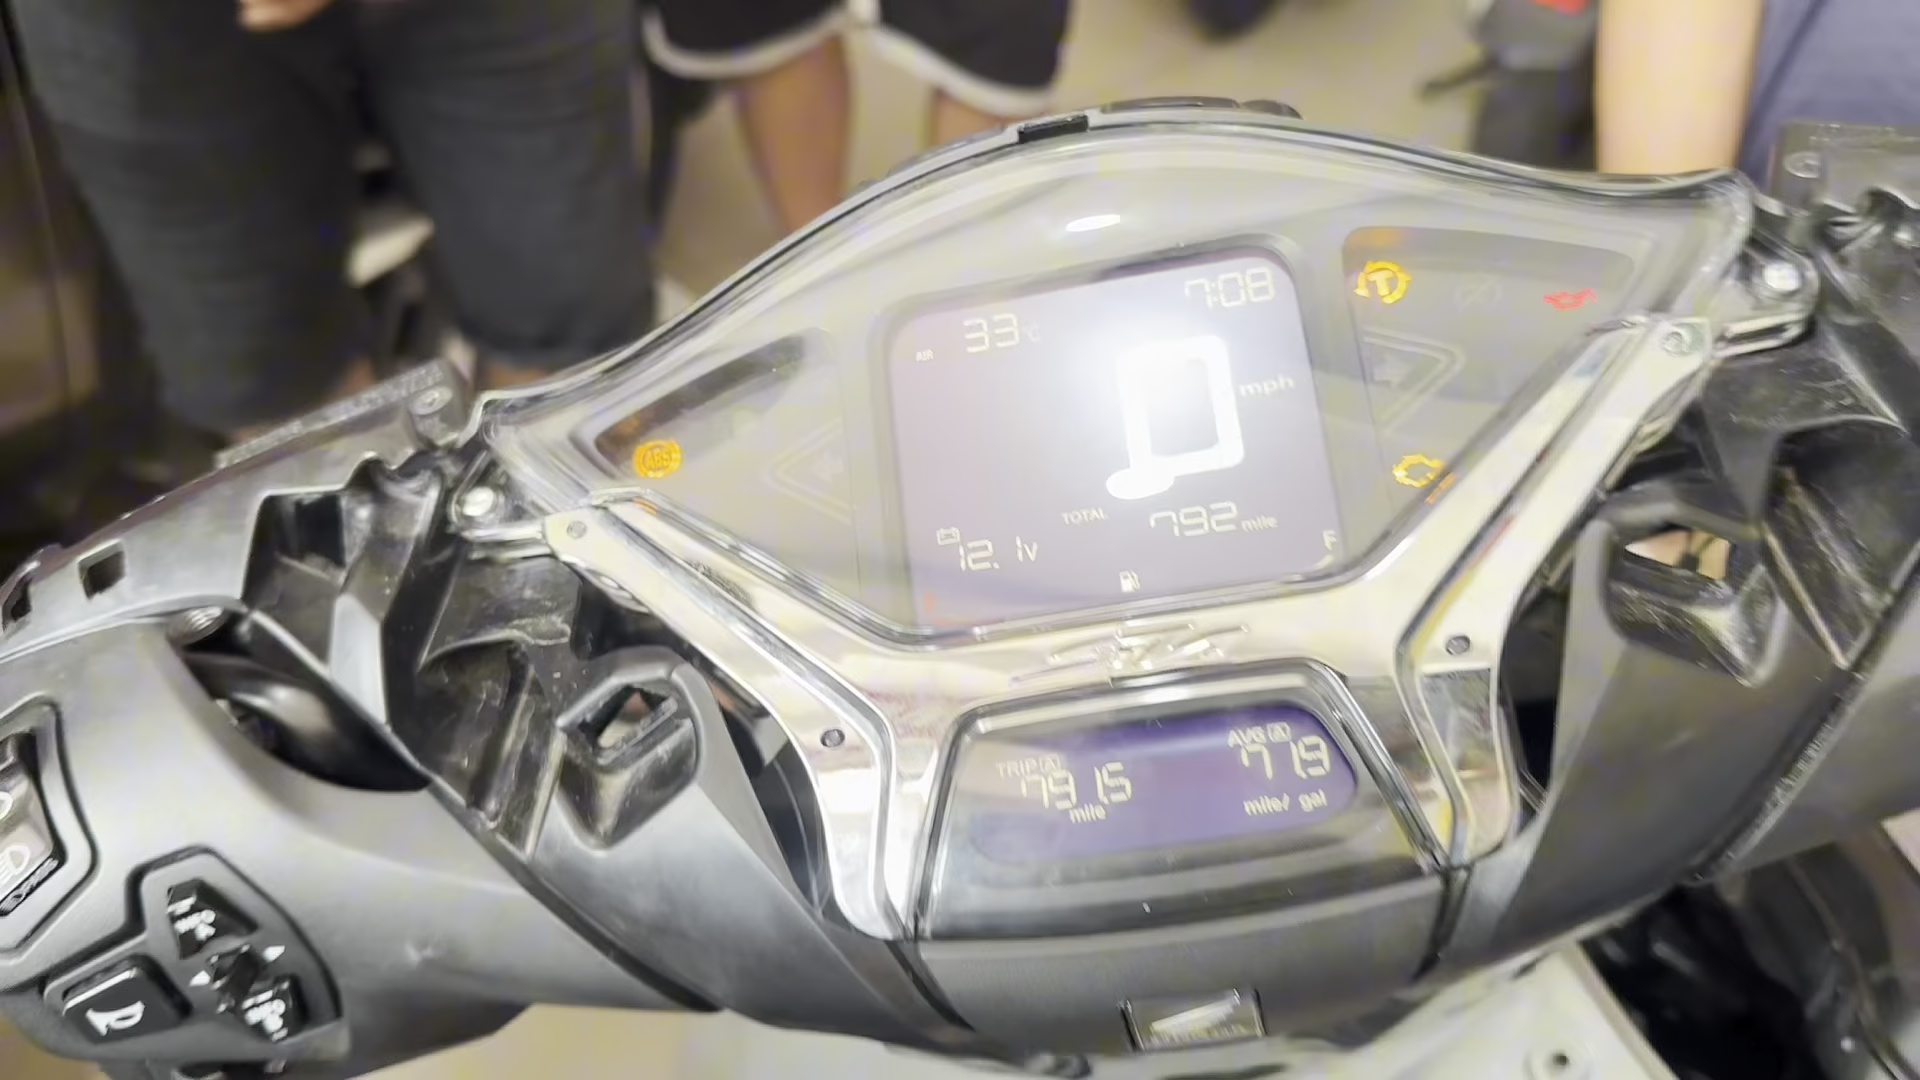 7:08
AIR 33°C
0 mph
ABS
T
TOTAL 792 mile
12.1v
F
TRIP(A) AVG(A)
791.5 77.9
mile mile/ gal